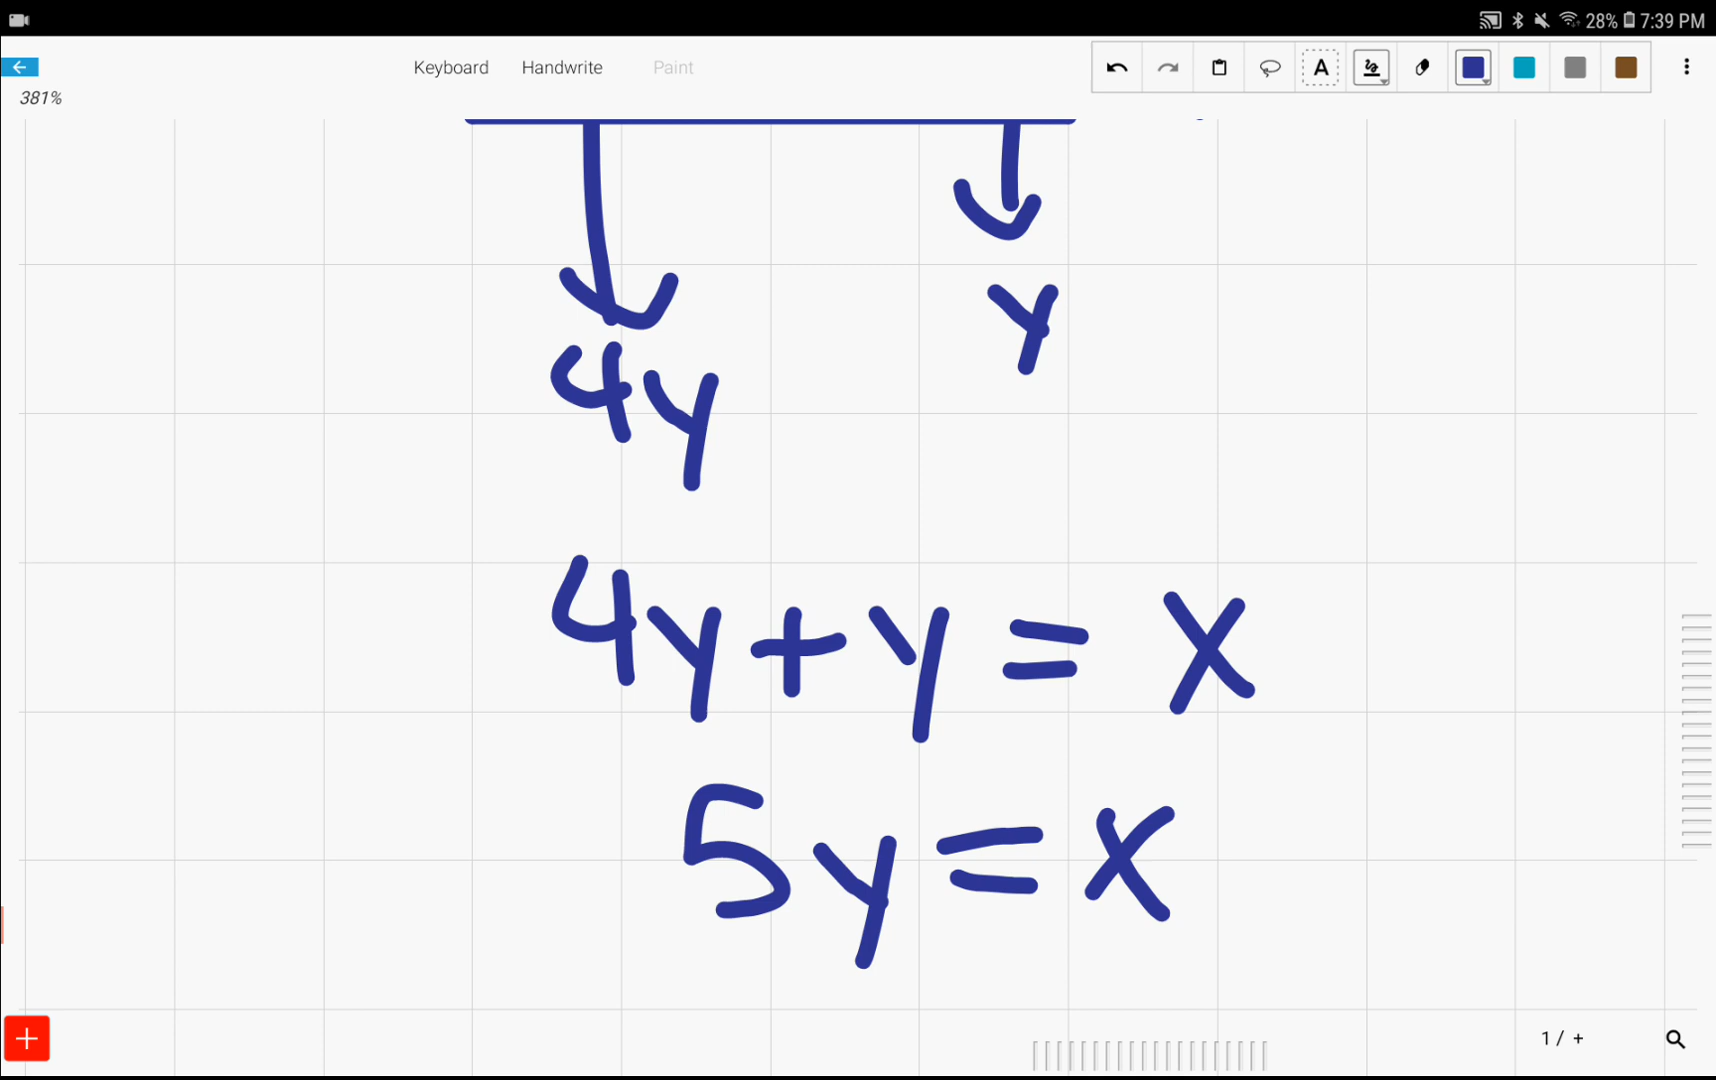 28% 7:39 PM
Keyboard Handwrite Paint A
381%
y
4y
4y + y = x
5y = x
1 / +